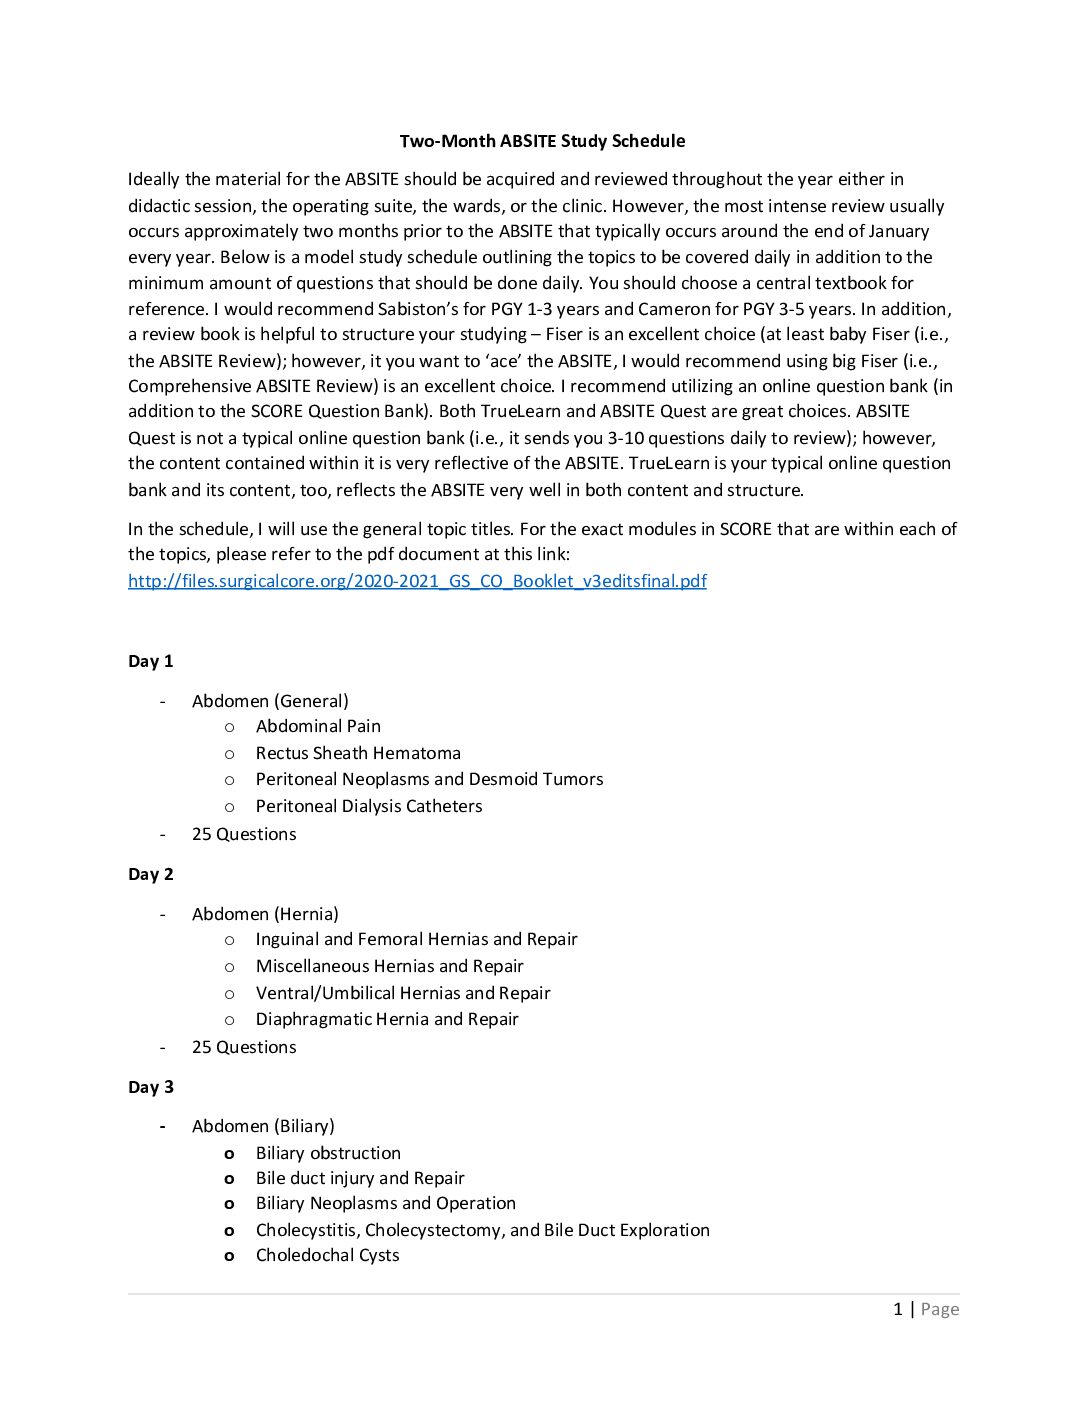 Two-Month ABSITE Study Schedule
Ideally the material for the ABSITE should be acquired and reviewed throughout the year either in
didactic session, the operating suite, the wards, or the clinic. However, the most intense review usually
occurs approximately two months prior to the ABSITE that typically occurs around the end of January
every year. Below is a model study schedule outlining the topics to be covered daily in addition to the
minimum amount of questions that should be done daily. You should choose a central textbook for
reference. I would recommend Sabiston’s for PGY 1-3 years and Cameron for PGY 3-5 years. In addition,
a review book is helpful to structure your studying – Fiser is an excellent choice (at least baby Fiser (i.e.,
the ABSITE Review); however, it you want to ‘ace’ the ABSITE, I would recommend using big Fiser (i.e.,
Comprehensive ABSITE Review) is an excellent choice. I recommend utilizing an online question bank (in
addition to the SCORE Question Bank). Both TrueLearn and ABSITE Quest are great choices. ABSITE
Quest is not a typical online question bank (i.e., it sends you 3-10 questions daily to review); however,
the content contained within it is very reflective of the ABSITE. TrueLearn is your typical online question
bank and its content, too, reflects the ABSITE very well in both content and structure.
In the schedule, I will use the general topic titles. For the exact modules in SCORE that are within each of
the topics, please refer to the pdf document at this link:
http://files.surgicalcore.org/2020-2021_GS_CO_Booklet_v3editsfinal.pdf
Day 1
- Abdomen (General)
o Abdominal Pain
o Rectus Sheath Hematoma
o Peritoneal Neoplasms and Desmoid Tumors
o Peritoneal Dialysis Catheters
- 25 Questions
Day 2
- Abdomen (Hernia)
o Inguinal and Femoral Hernias and Repair
o Miscellaneous Hernias and Repair
o Ventral/Umbilical Hernias and Repair
o Diaphragmatic Hernia and Repair
- 25 Questions
Day 3
- Abdomen (Biliary)
o Biliary obstruction
o Bile duct injury and Repair
o Biliary Neoplasms and Operation
o Cholecystitis, Cholecystectomy, and Bile Duct Exploration
o Choledochal Cysts
1 | Page